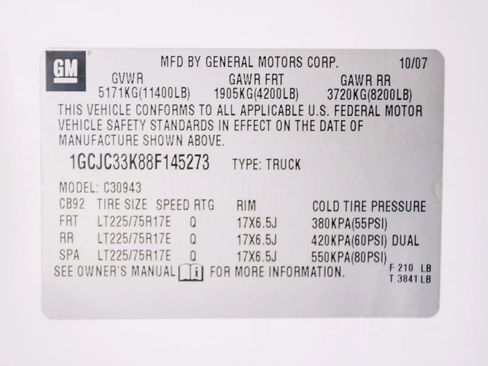 GM
MFD BY GENERAL MOTORS CORP. 10/07
GVWR GAWR FRT GAWR RR
5171KG(11400LB) 1905KG(4200LB) 3720KG(8200LB)
THIS VEHICLE CONFORMS TO ALL APPLICABLE U.S. FEDERAL MOTOR
VEHICLE SAFETY STANDARDS IN EFFECT ON THE DATE OF
MANUFACTURE SHOWN ABOVE.
1GCJC33K88F145273 TYPE: TRUCK
MODEL: C30943
CB92 TIRE SIZE SPEED RTG RIM COLD TIRE PRESSURE
FRT LT225/75R17E Q 17X6.5J 380KPA(55PSI)
RR LT225/75R17E Q 17X6.5J 420KPA(60PSI) DUAL
SPA LT225/75R17E Q 17X6.5J 550KPA(80PSI)
SEE OWNER'S MANUAL FOR MORE INFORMATION.
F 210 LB
T 3841 LB